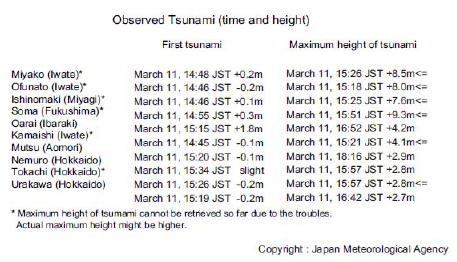 Observed Tsunami (time and height)
First tsunami Maximum height of tsunami
Miyako (Iwate)* March 11, 14:48 JST +0.2m March 11, 15:26 JST +8.5m<=
Ofunato (Iwate)* March 11, 14:46 JST -0.2m March 11, 15:18 JST +8.0m<=
Ishinomaki (Miyagi)* March 11, 14:46 JST +0.1m March 11, 15:25 JST +7.6m<=
Soma (Fukushima)* March 11, 14:55 JST +0.3m March 11, 15:51 JST +9.3m<=
Oarai (Ibaraki) March 11, 15:15 JST +1.8m March 11, 16:52 JST +4.2m
Kamaishi (Iwate)* March 11, 14:45 JST -0.1m March 11, 15:21 JST +4.1m<=
Mutsu (Aomori) March 11, 15:20 JST -0.1m March 11, 18:16 JST +2.9m
Nemuro (Hokkaido) March 11, 15:34 JST slight March 11, 15:57 JST +2.8m
Tokachi (Hokkaido)* March 11, 15:26 JST -0.2m March 11, 15:57 JST +2.8m<=
Urakawa (Hokkaido) March 11, 15:19 JST -0.2m March 11, 16:42 JST +2.7m
* Maximum height of tsunami cannot be retrieved so far due to the troubles.
Actual maximum height might be higher.
Copyright : Japan Meteorological Agency